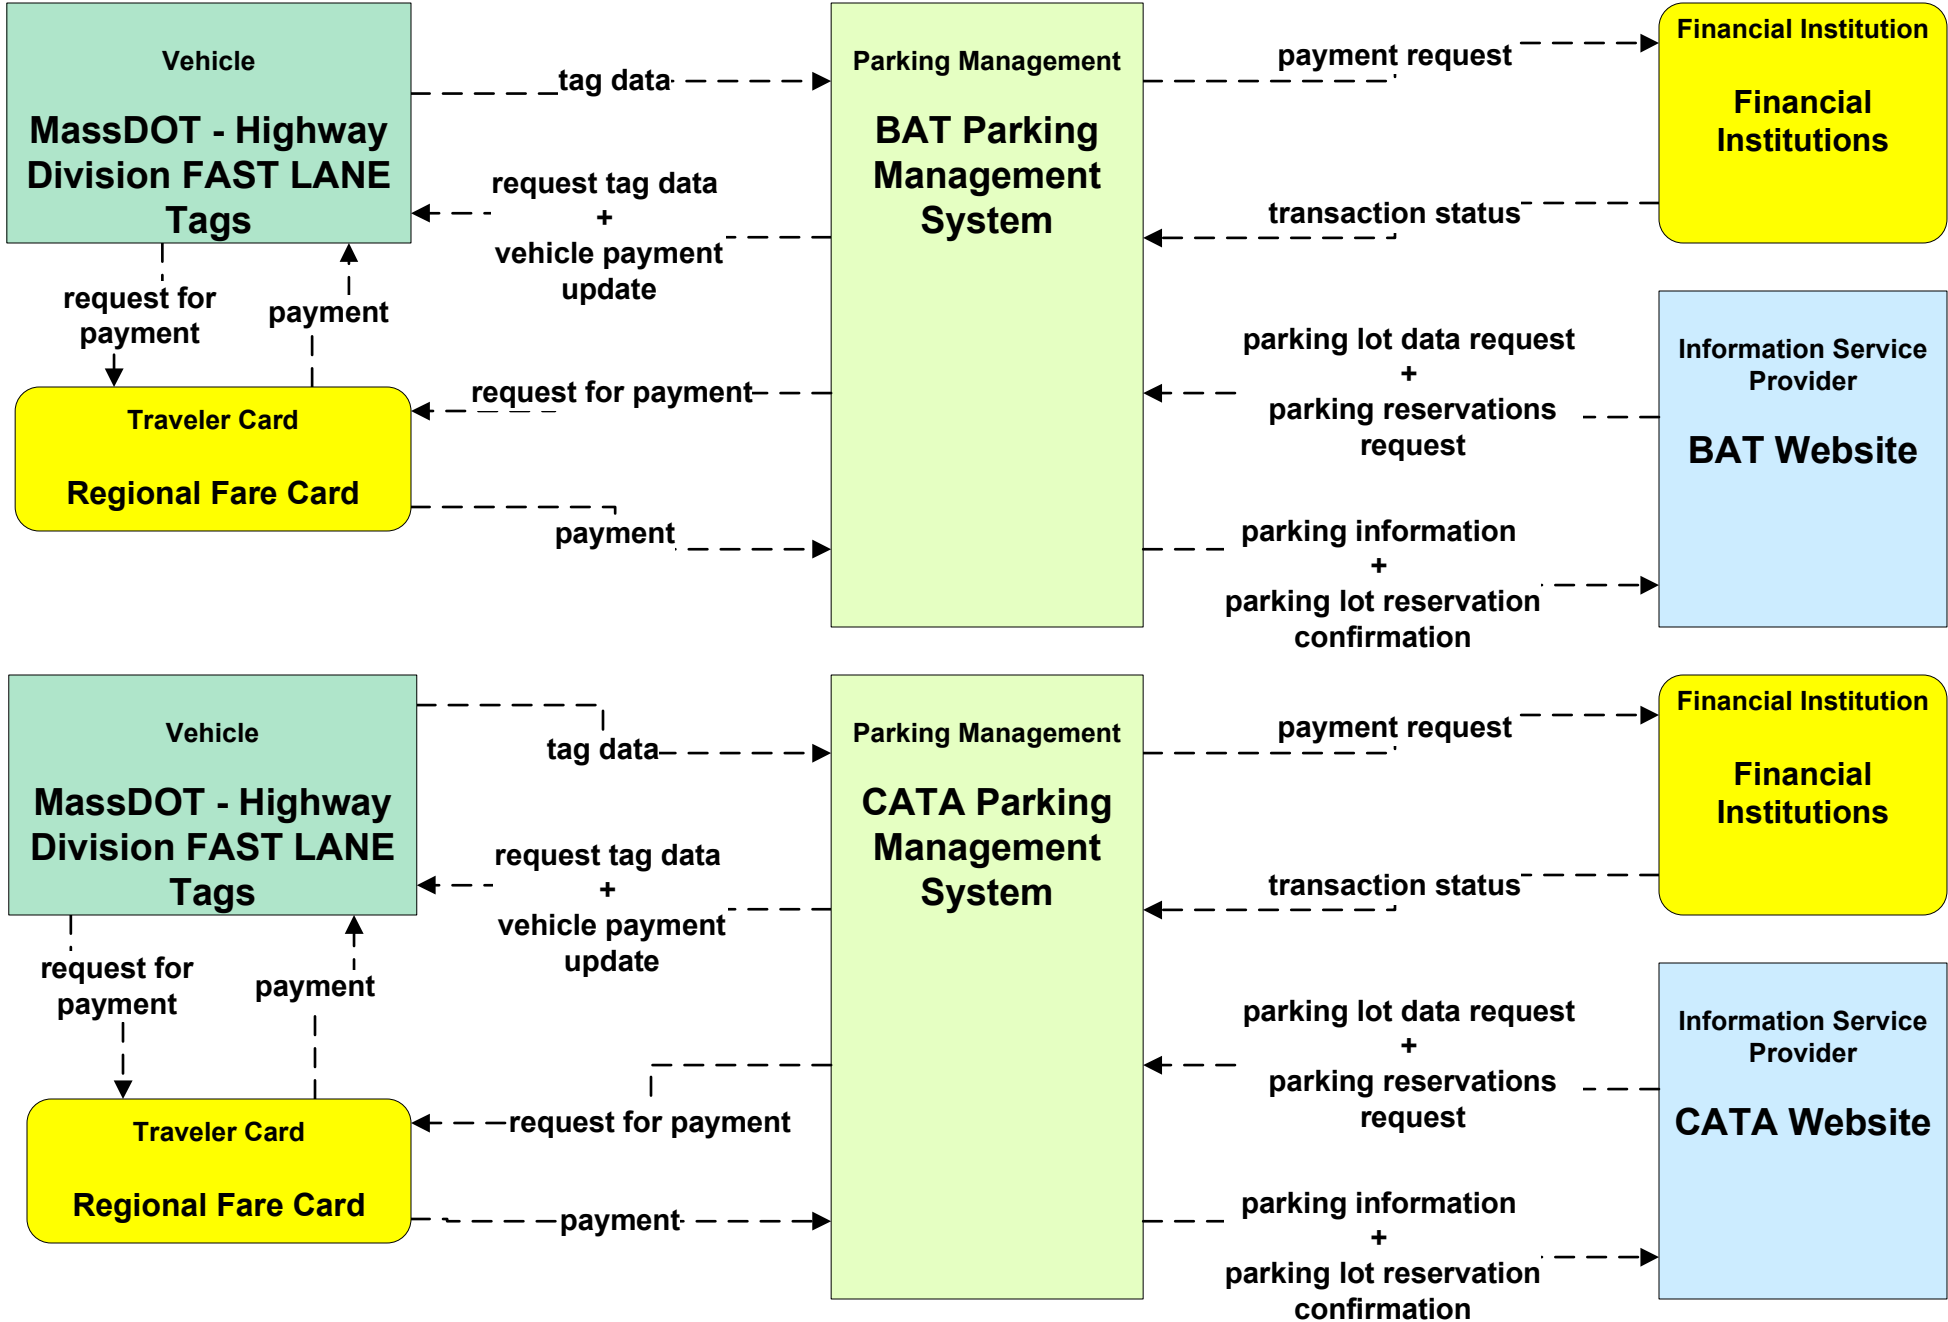 Vehicle
MassDOT - Highway
Division FAST LANE
Tags
tag data
request tag data
+
vehicle payment
update
request for
payment
payment
Traveler Card
Regional Fare Card
request for payment
payment
Parking Management
BAT Parking
Management
System
payment request
transaction status
Financial Institution
Financial
Institutions
parking lot data request
+
parking reservations
request
parking information
+
parking lot reservation
confirmation
Information Service
Provider
BAT Website
Vehicle
MassDOT - Highway
Division FAST LANE
Tags
tag data
request tag data
+
vehicle payment
update
request for
payment
payment
Traveler Card
Regional Fare Card
request for payment
payment
Parking Management
CATA Parking
Management
System
payment request
transaction status
Financial Institution
Financial
Institutions
parking lot data request
+
parking reservations
request
parking information
+
parking lot reservation
confirmation
Information Service
Provider
CATA Website